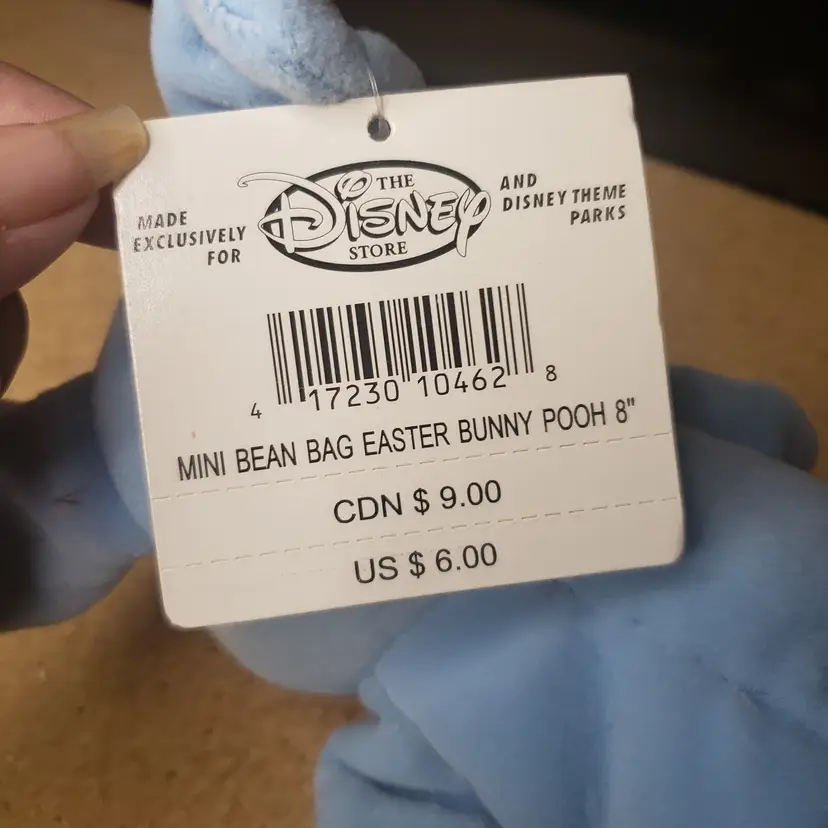 MADE
EXCLUSIVELY
FOR
THE
Disney
STORE
AND
DISNEY THEME
PARKS
4 17230 10462 8
MINI BEAN BAG EASTER BUNNY POOH 8"
CDN $ 9.00
US $ 6.00